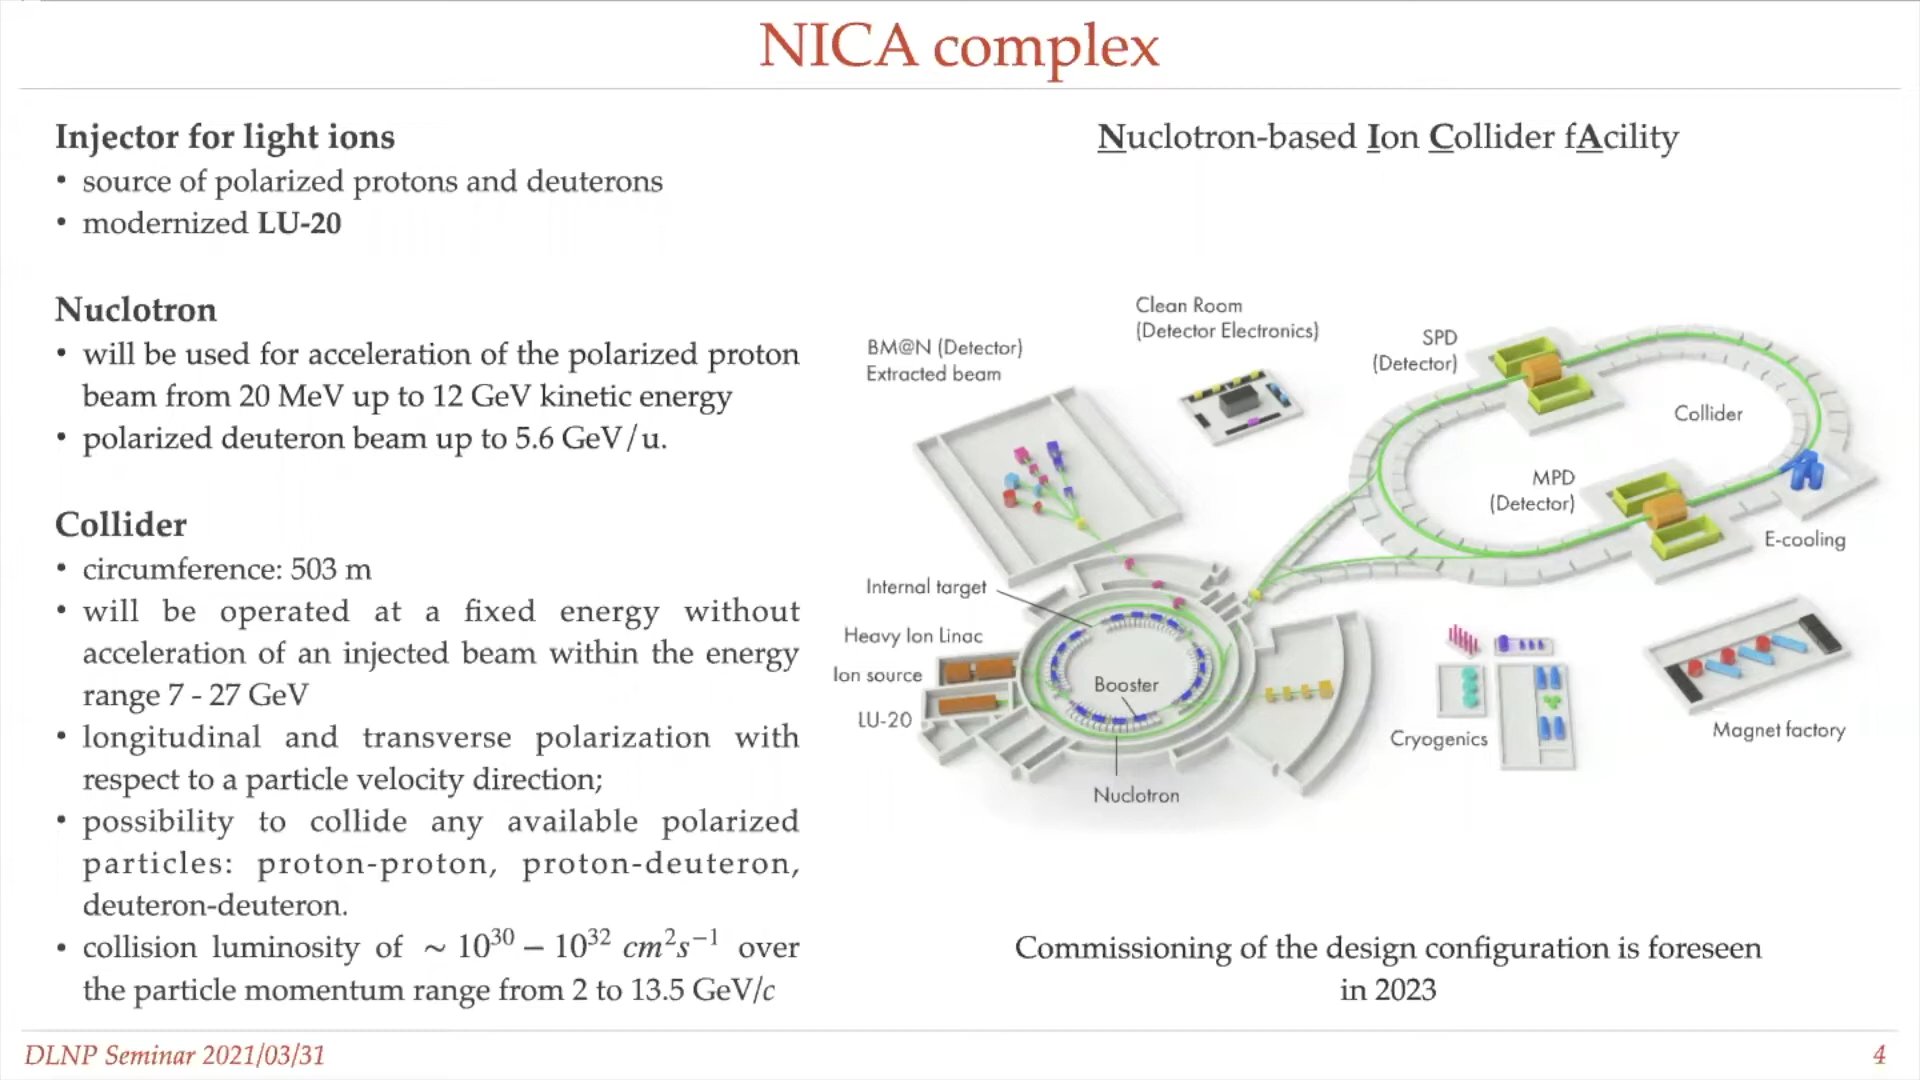 NICA complex
Injector for light ions
• source of polarized protons and deuterons
• modernized LU-20
Nuclotron
• will be used for acceleration of the polarized proton
beam from 20 MeV up to 12 GeV kinetic energy
• polarized deuteron beam up to 5.6 GeV/u.
Collider
• circumference: 503 m
• will be operated at a fixed energy without
acceleration of an injected beam within the energy
range 7 - 27 GeV
• longitudinal and transverse polarization with
respect to a particle velocity direction;
• possibility to collide any available polarized
particles: proton-proton, proton-deuteron,
deuteron-deuteron.
• collision luminosity of ~ 10³⁰ – 10³² cm²s⁻¹ over
the particle momentum range from 2 to 13.5 GeV/c
Nuclotron-based Ion Collider fAcility
Clean Room
(Detector Electronics)
BM@N (Detector)
Extracted beam
SPD
(Detector)
Collider
MPD
(Detector)
E-cooling
Internal target
Heavy Ion Linac
Ion source
LU-20
Booster
Nuclotron
Cryogenics
Magnet factory
Commissioning of the design configuration is foreseen
in 2023
DLNP Seminar 2021/03/31
4